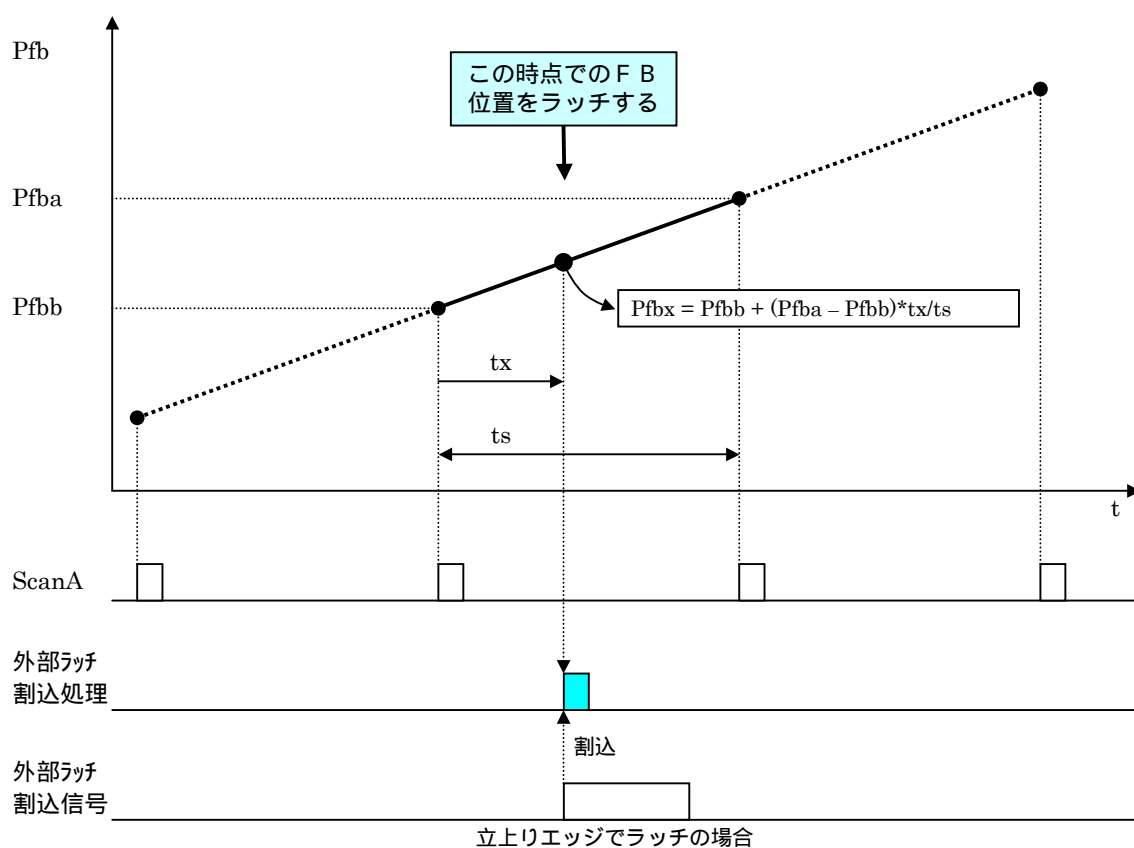 Pfb
この時点でのＦＢ
位置をラッチする
Pfba
Pfbb
Pfbx = Pfbb + (Pfba – Pfbb)*tx/ts
tx
ts
t
ScanA
外部ﾗｯﾁ
割込処理
割込
外部ﾗｯﾁ
割込信号
立上りエッジでラッチの場合